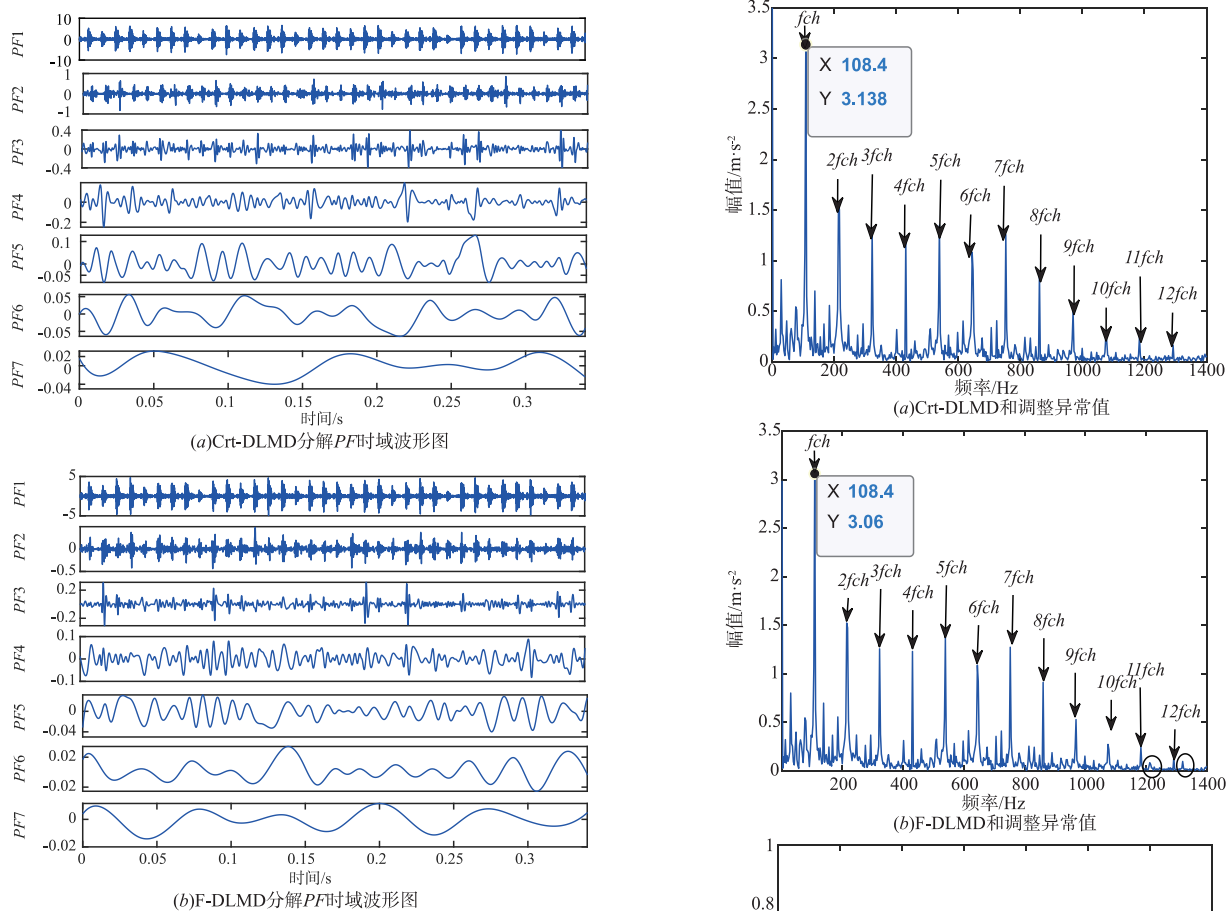 PF1
10
0
-10
PF2
1
0
-1
PF3
0.4
0
-0.4
PF4
0
-0.2
PF5
0.10
0
-0.05
PF6
0.05
0
-0.05
PF7
0.02
0
-0.04
0 0.05 0.1 0.15 0.2 0.25 0.3
时间/s
(a)Crt-DLMD分解PF时域波形图
PF1
5
0
-5
PF2
0
-0.5
PF3
0.2
0
-0.2
PF4
0.1
0
-0.1
PF5
0
-0.04
PF6
0.02
0
-0.02
PF7
0
-0.02
0 0.05 0.1 0.15 0.2 0.25 0.3
时间/s
(b)F-DLMD分解PF时域波形图
幅值/m·s-2
3.5
3
2.5
2
1.5
1
0.5
0
fch
X 108.4
Y 3.138
2fch 3fch 4fch 5fch 6fch 7fch 8fch 9fch 10fch 11fch 12fch
0 200 400 600 800 1000 1200 1400
频率/Hz
(a)Crt-DLMD和调整异常值
幅值/m·s-2
3.5
3
2.5
2
1.5
1
0.5
0
fch
X 108.4
Y 3.06
2fch 3fch 4fch 5fch 6fch 7fch 8fch 9fch 10fch 11fch 12fch
200 400 600 800 1000 1200 1400
频率/Hz
(b)F-DLMD和调整异常值
1
0.8